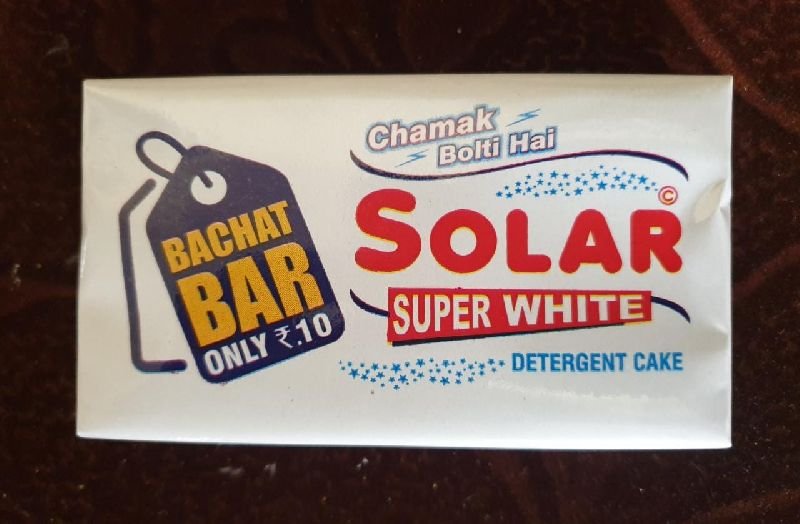 BACHAT
BAR
ONLY ₹.10
Chamak
Bolti Hai
SOLAR ©
SUPER WHITE
DETERGENT CAKE